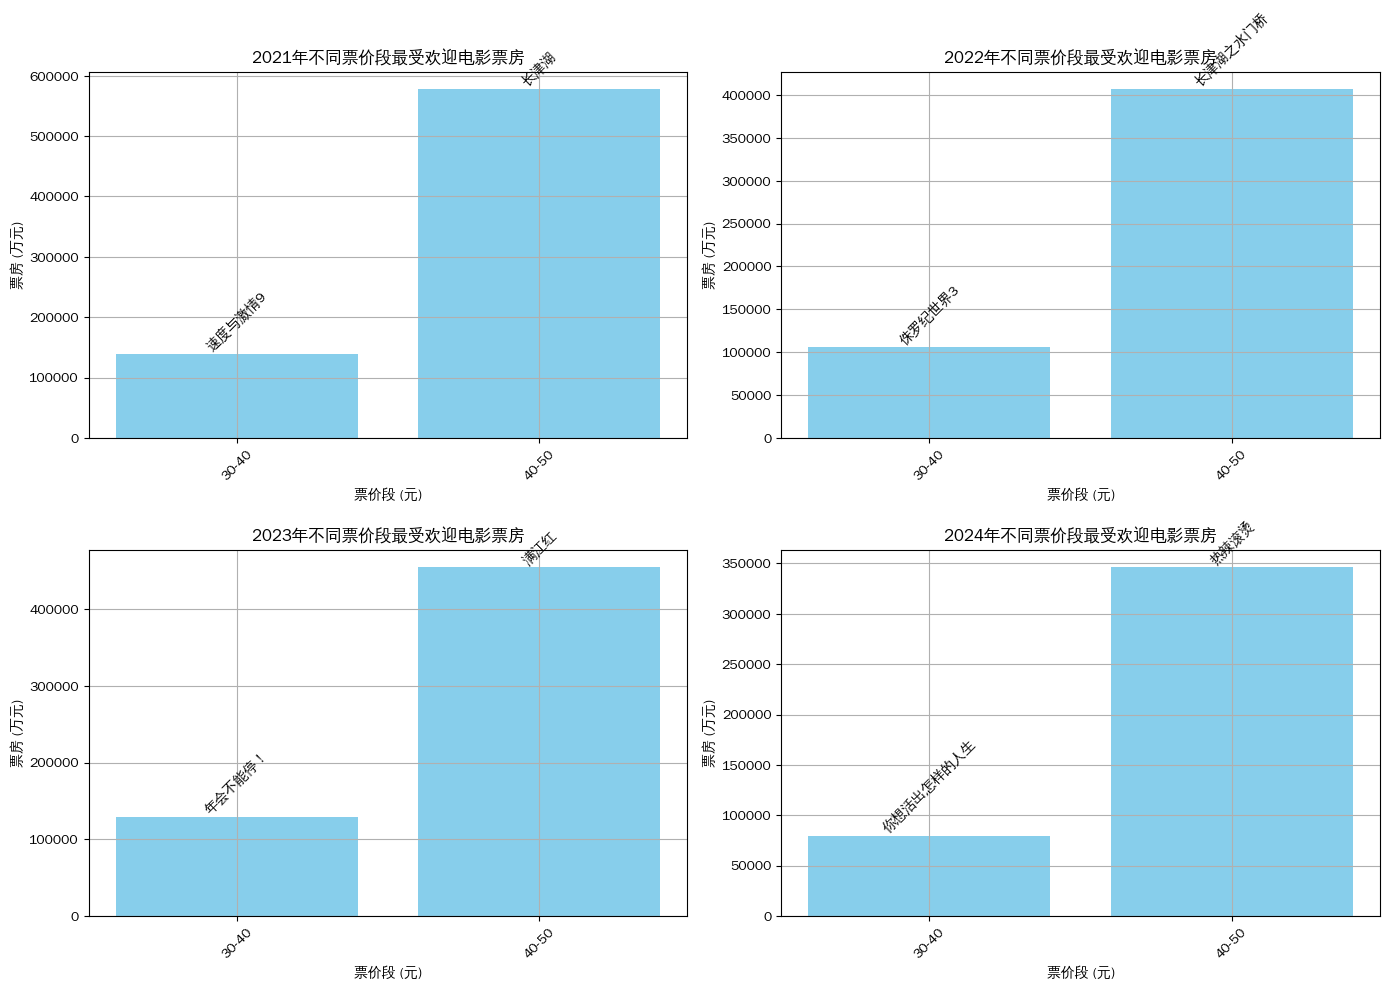 2021年不同票价段最受欢迎电影票房
长津湖
600000
500000
400000
300000
200000
100000
0
票房 (万元)
速度与激情9
30-40
40-50
票价段 (元)
2022年不同票价段最受欢迎电影票房
长津湖之水门桥
400000
350000
300000
250000
200000
150000
100000
50000
0
票房 (万元)
侏罗纪世界3
30-40
40-50
票价段 (元)
2023年不同票价段最受欢迎电影票房
满江红
400000
300000
200000
100000
0
票房 (万元)
年会不能停！
30-40
40-50
票价段 (元)
2024年不同票价段最受欢迎电影票房
热辣滚烫
350000
300000
250000
200000
150000
100000
50000
0
票房 (万元)
你想活出怎样的人生
30-40
40-50
票价段 (元)